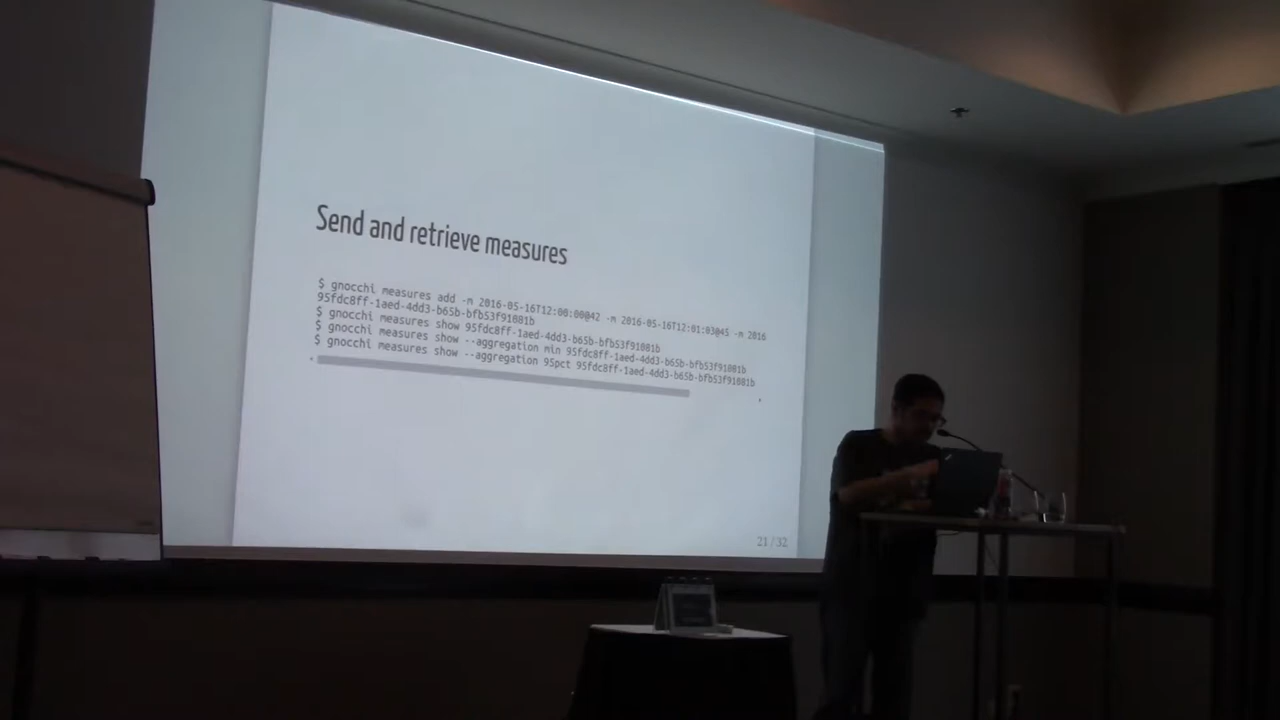 Send and retrieve measures
$ gnocchi measures add -m 2016-05-16T12:00:00@42 -m 2016-05-16T12:01:03@45 -m 2016
95fdc8ff-1aed-4dd3-b65b-bfb53f91081b
$ gnocchi measures show 95fdc8ff-1aed-4dd3-b65b-bfb53f91081b
$ gnocchi measures show --aggregation min 95fdc8ff-1aed-4dd3-b65b-bfb53f91081b
$ gnocchi measures show --aggregation 95pct 95fdc8ff-1aed-4dd3-b65b-bfb53f91081b
21 / 32